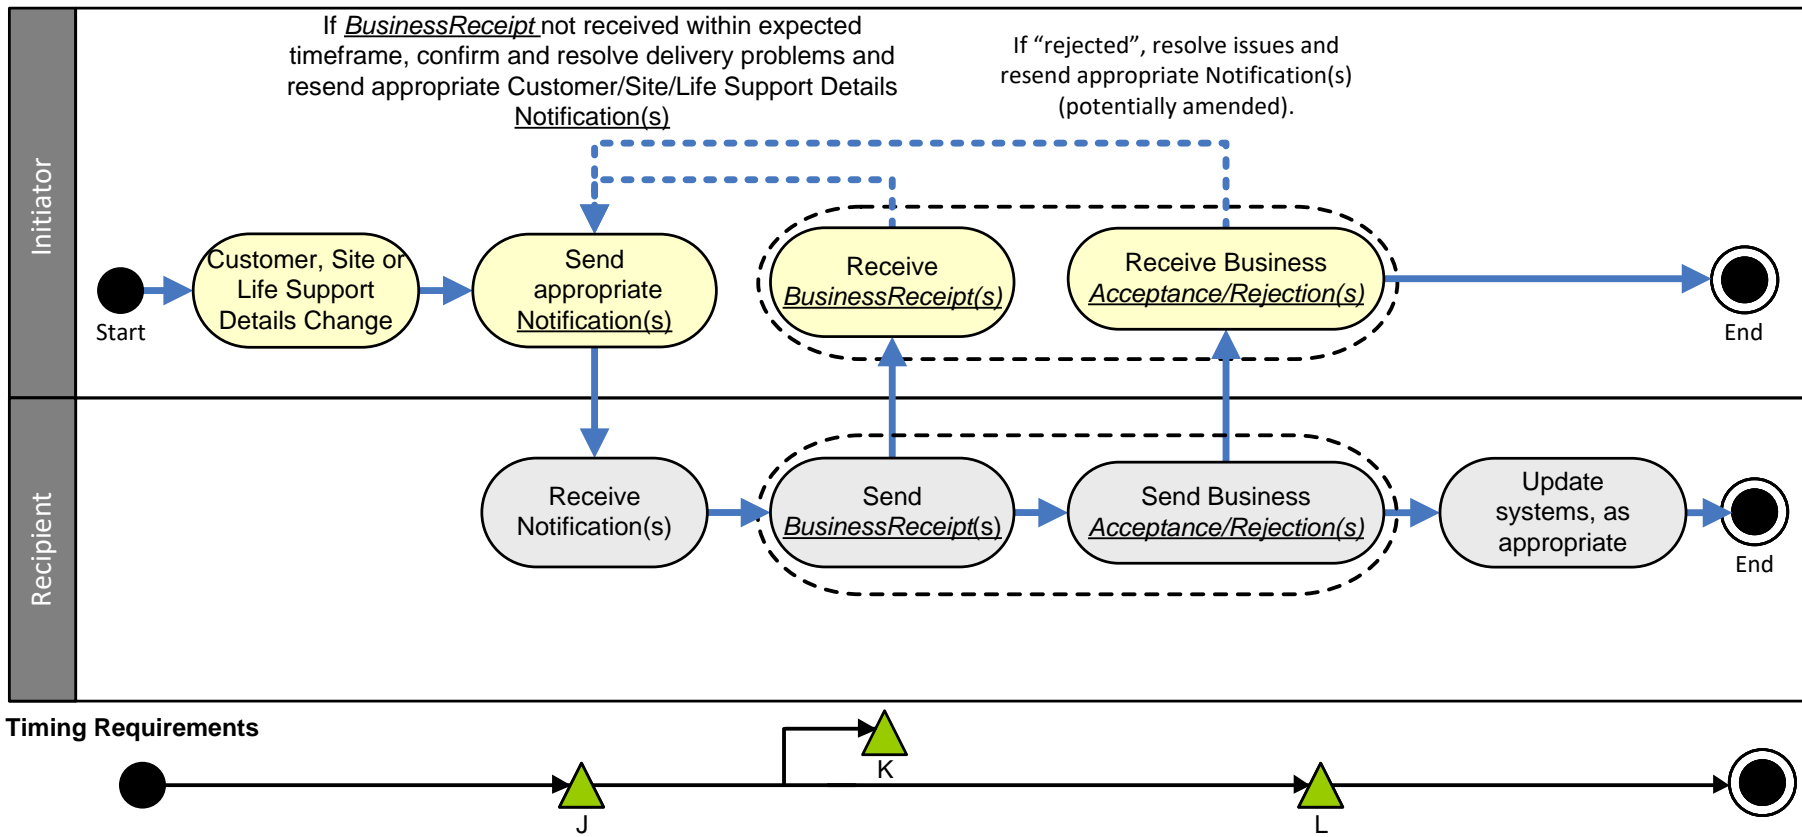 If BusinessReceipt not received within expected
timeframe, confirm and resolve delivery problems and
resend appropriate Customer/Site/Life Support Details
Notification(s)
If “rejected”, resolve issues and
resend appropriate Notification(s)
(potentially amended).
Initiator
Start
Customer, Site or
Life Support
Details Change
Send
appropriate
Notification(s)
Receive
BusinessReceipt(s)
Receive Business
Acceptance/Rejection(s)
End
Recipient
Receive
Notification(s)
Send
BusinessReceipt(s)
Send Business
Acceptance/Rejection(s)
Update
systems, as
appropriate
End
Timing Requirements
J
K
L